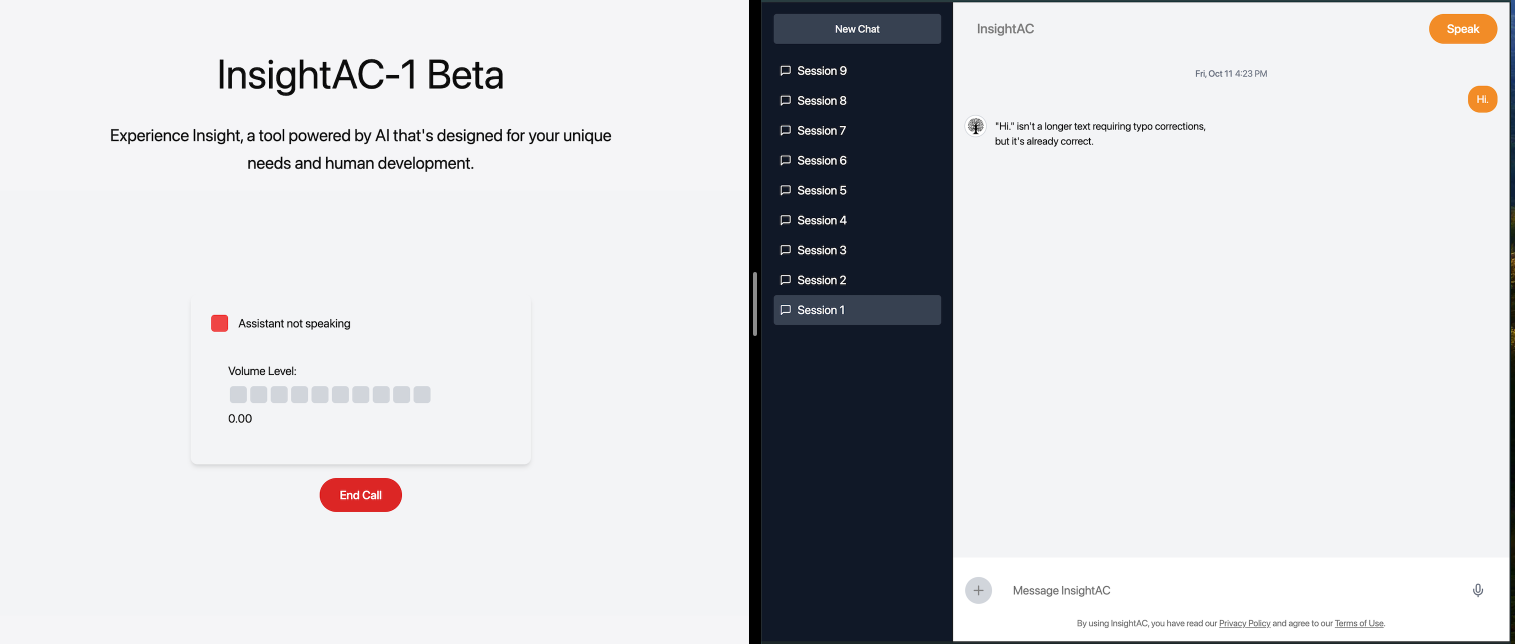 InsightAC-1 Beta
Experience Insight, a tool powered by AI that's designed for your unique
needs and human development.
Assistant not speaking
Volume Level:
0.00
End Call
New Chat
Session 9
Session 8
Session 7
Session 6
Session 5
Session 4
Session 3
Session 2
Session 1
InsightAC
Speak
Fri, Oct 11 4:23 PM
Hi.
"Hi." isn't a longer text requiring typo corrections,
but it's already correct.
Message InsightAC
By using InsightAC, you have read our Privacy Policy and agree to our Terms of Use.